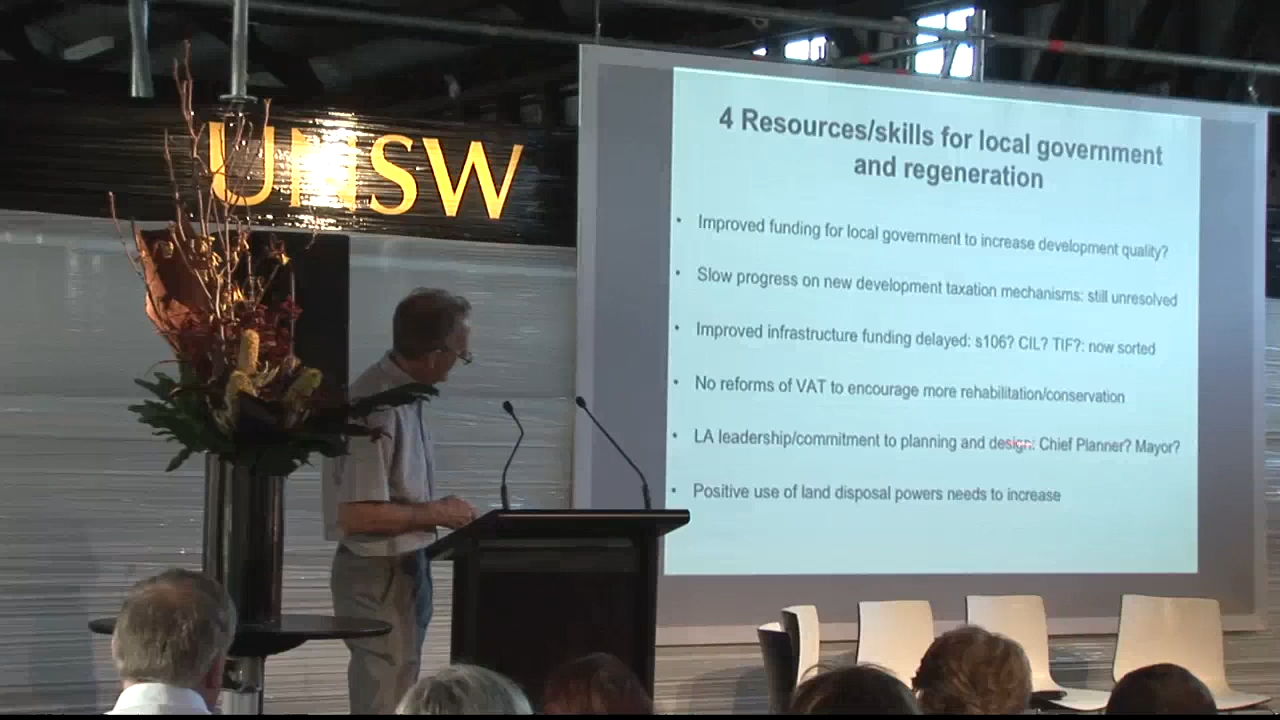 UNSW
4 Resources/skills for local government
and regeneration
• Improved funding for local government to increase development quality?
• Slow progress on new development taxation mechanisms: still unresolved
• Improved infrastructure funding delayed: s106? CIL? TIF?: now sorted
• No reforms of VAT to encourage more rehabilitation/conservation
• LA leadership/commitment to planning and design: Chief Planner? Mayor?
• Positive use of land disposal powers needs to increase